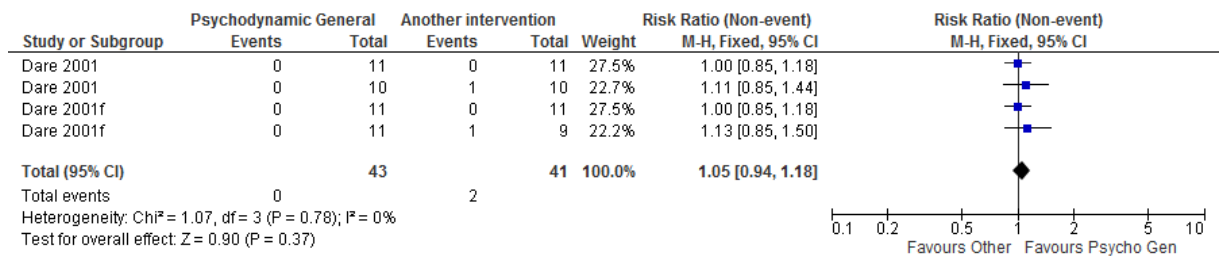 Psychodynamic General Another intervention Risk Ratio (Non-event) Risk Ratio (Non-event)
Study or Subgroup Events Total Events Total Weight M-H, Fixed, 95% CI M-H, Fixed, 95% CI
Dare 2001 0 11 0 11 27.5% 1.00 [0.85, 1.18]
Dare 2001 0 10 1 10 22.7% 1.11 [0.85, 1.44]
Dare 2001f 0 11 0 11 27.5% 1.00 [0.85, 1.18]
Dare 2001f 0 11 1 9 22.2% 1.13 [0.85, 1.50]
Total (95% CI) 43 41 100.0% 1.05 [0.94, 1.18]
Total events 0 2
Heterogeneity: Chi² = 1.07, df = 3 (P = 0.78); I² = 0%
Test for overall effect: Z = 0.90 (P = 0.37)
0.1 0.2 0.5 1 2 5 10
Favours Other Favours Psycho Gen